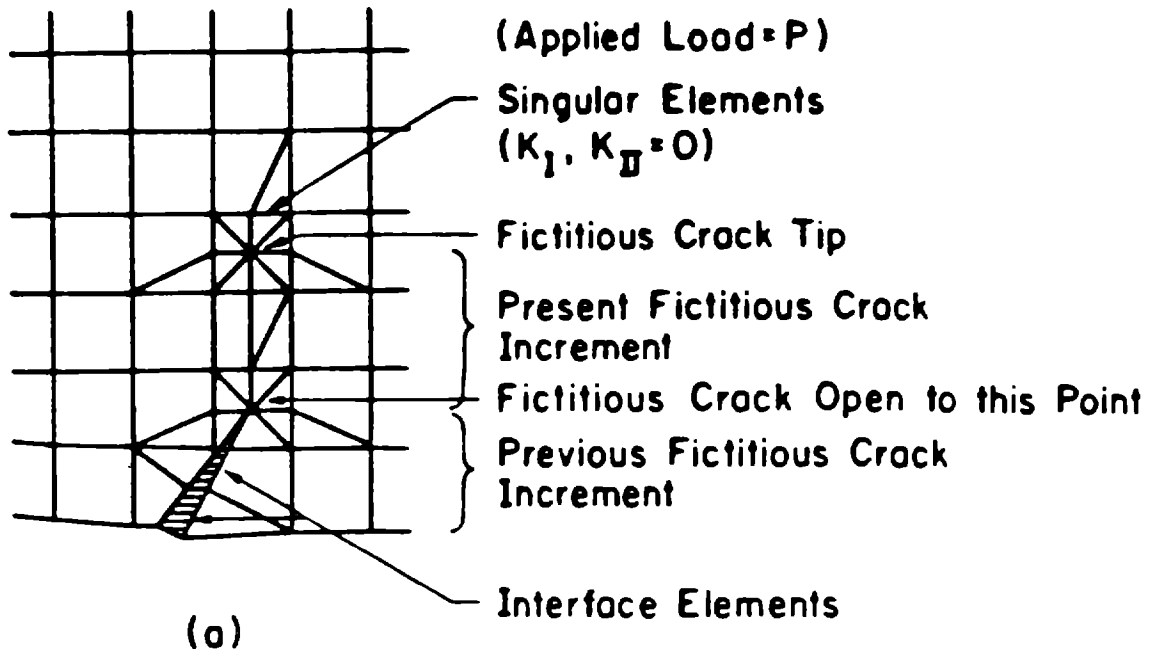 (Applied Load=P)
Singular Elements
(K_I, K_II=0)
Fictitious Crack Tip
Present Fictitious Crack
Increment
Fictitious Crack Open to this Point
Previous Fictitious Crack
Increment
Interface Elements
(a)